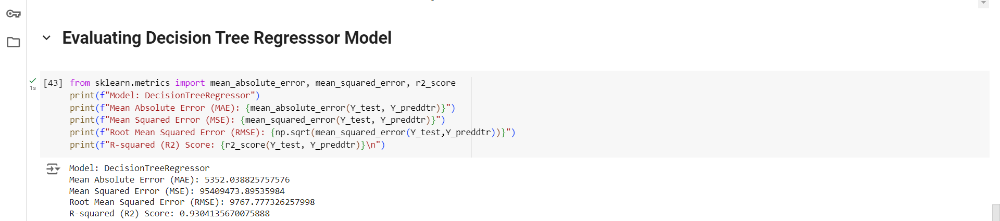 Evaluating Decision Tree Regresssor Model
[43] from sklearn.metrics import mean_absolute_error, mean_squared_error, r2_score
1s
print(f"Model: DecisionTreeRegressor")
print(f"Mean Absolute Error (MAE): {mean_absolute_error(Y_test, Y_preddtr)}")
print(f"Mean Squared Error (MSE): {mean_squared_error(Y_test, Y_preddtr)}")
print(f"Root Mean Squared Error (RMSE): {np.sqrt(mean_squared_error(Y_test,Y_preddtr))}")
print(f"R-squared (R2) Score: {r2_score(Y_test, Y_preddtr)}\n")
Model: DecisionTreeRegressor
Mean Absolute Error (MAE): 5352.038825757576
Mean Squared Error (MSE): 95409473.89535984
Root Mean Squared Error (RMSE): 9767.777326257998
R-squared (R2) Score: 0.9304135670075888